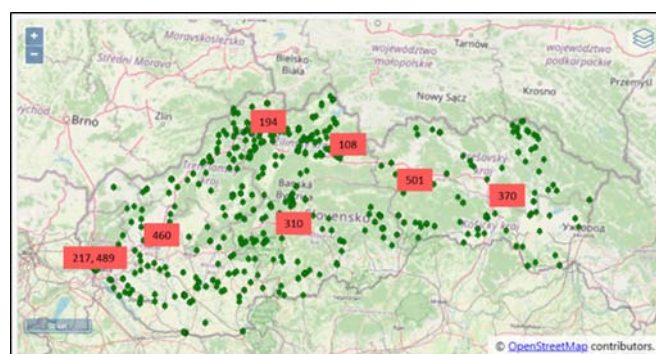 Moravskoslezsko
Střední Morava
Bielsko-
Biała
województwo
małopolskie
Tarnów
województwo
podkarpackie
Przemyśl
Krosno
Nowy Sącz
Brno
Zlín
194
108
501
370
310
460
217, 489
Banská
Ужгород
+
−
© OpenStreetMap contributors.